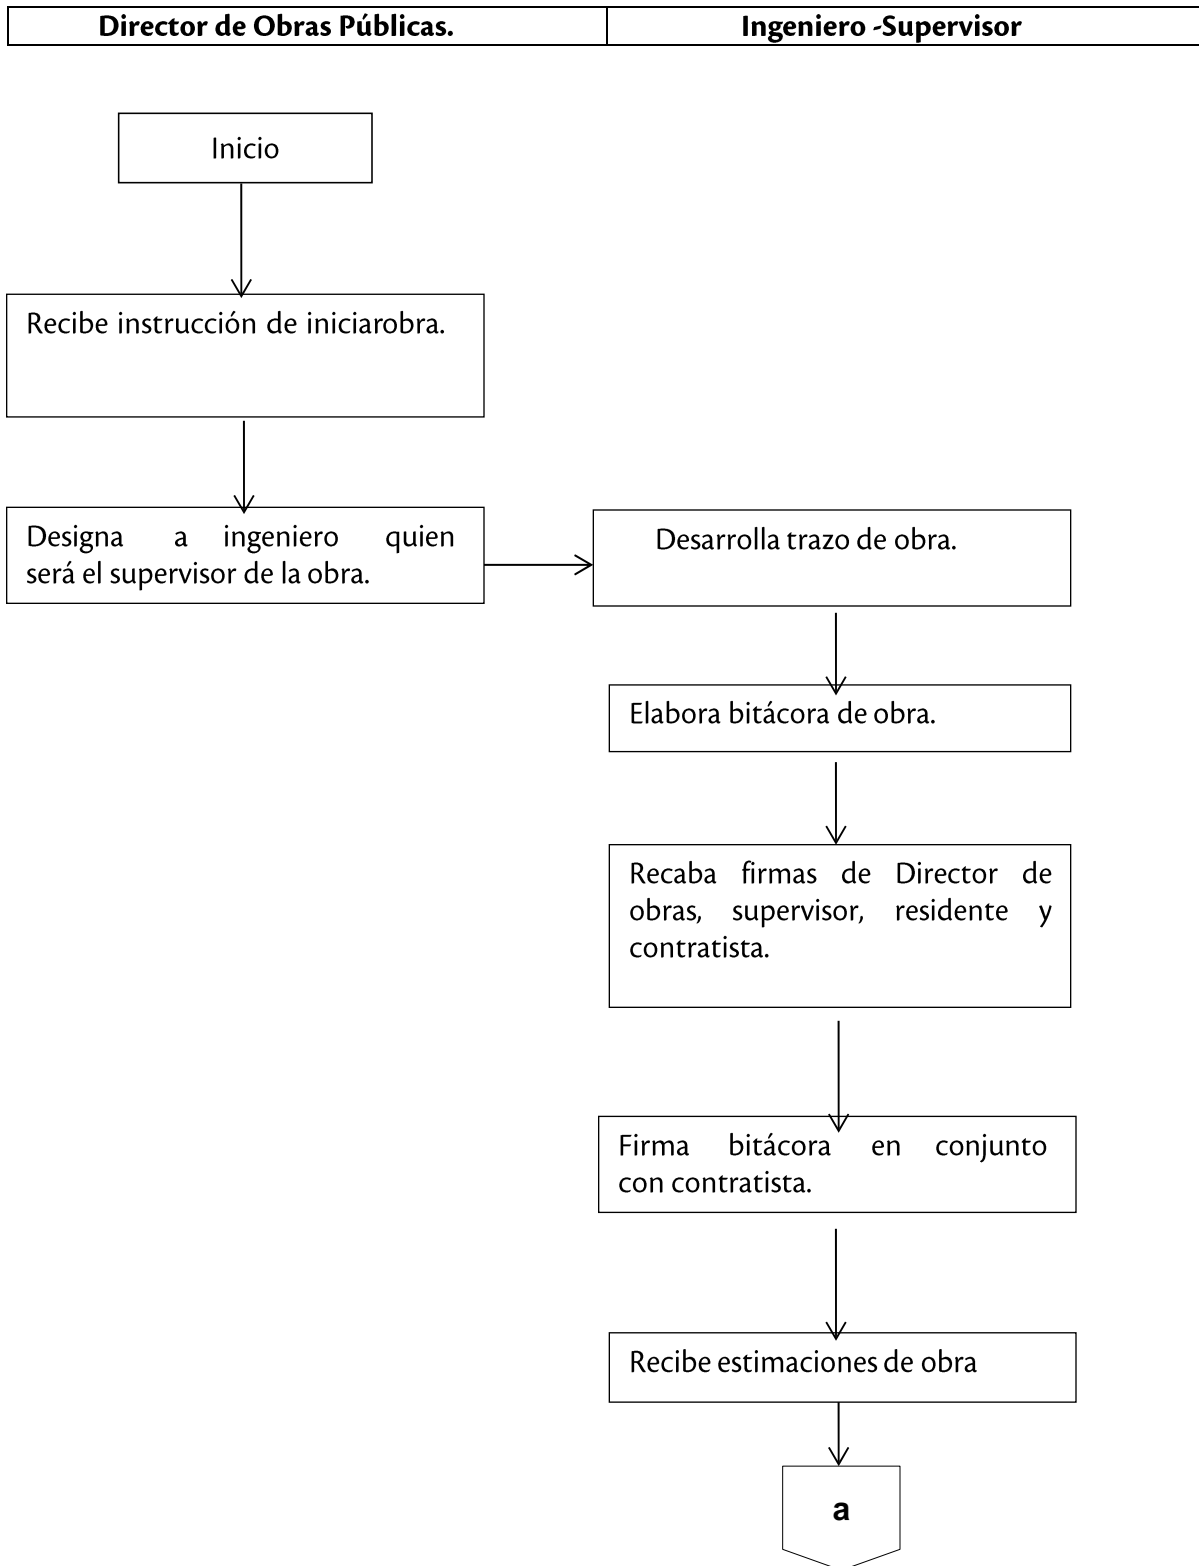 Director de Obras Públicas.
Ingeniero -Supervisor
Inicio
Recibe instrucción de iniciarobra.
Designa a ingeniero quien
será el supervisor de la obra.
Desarrolla trazo de obra.
Elabora bitácora de obra.
Recaba firmas de Director de
obras, supervisor, residente y
contratista.
Firma bitácora en conjunto
con contratista.
Recibe estimaciones de obra
a